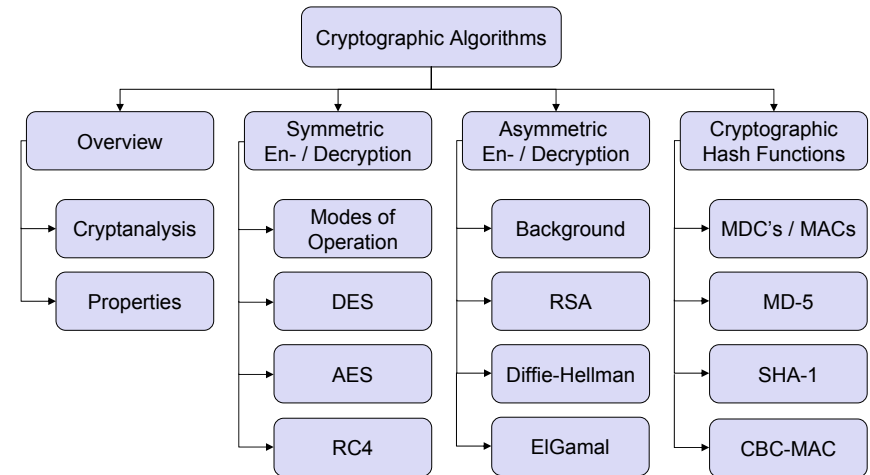 Cryptographic Algorithms
Overview
Symmetric
En- / Decryption
Asymmetric
En- / Decryption
Cryptographic
Hash Functions
Cryptanalysis
Properties
Modes of
Operation
DES
AES
RC4
Background
RSA
Diffie-Hellman
ElGamal
MDC’s / MACs
MD-5
SHA-1
CBC-MAC